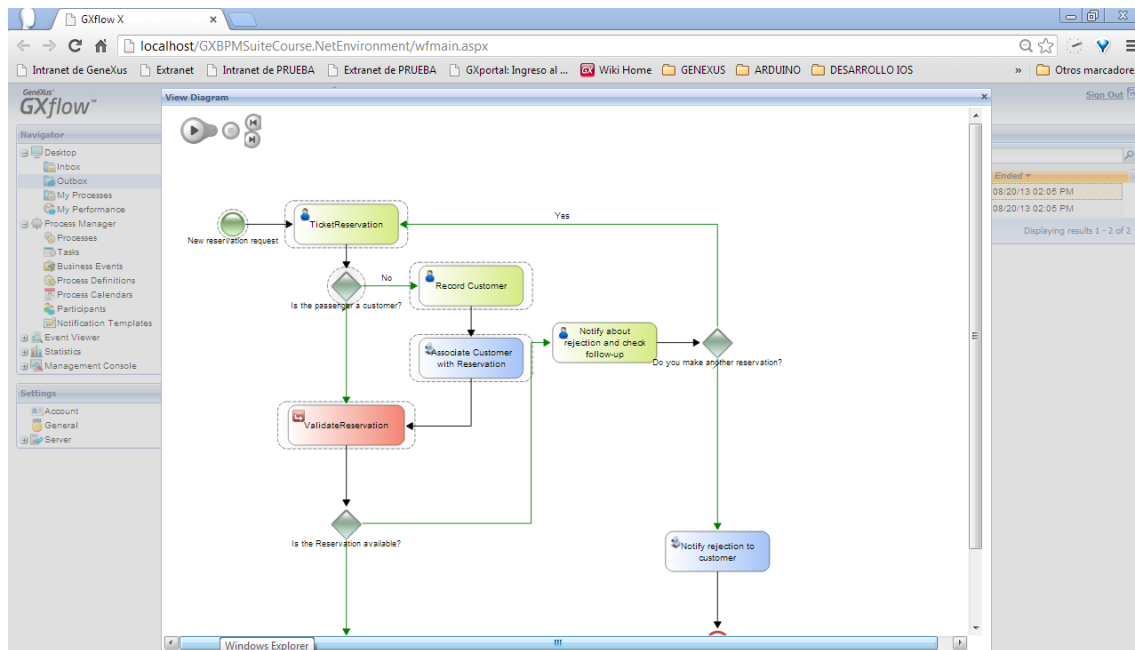 GXflow X
localhost/GXBPMSuiteCourse.NetEnvironment/wfmain.aspx
Intranet de GeneXus Extranet Intranet de PRUEBA Extranet de PRUEBA GXportal: Ingreso al ... Wiki Home GENEXUS ARDUINO DESARROLLO IOS » Otros marcadores
GeneXus
GXflow™
Sign Out
View Diagram
Navigator
Desktop
Inbox
Outbox
My Processes
My Performance
Process Manager
Processes
Tasks
Business Events
Process Definitions
Process Calendars
Participants
Notification Templates
Event Viewer
Statistics
Management Console
Settings
Account
General
Server
Ended
08/20/13 02:05 PM
08/20/13 02:05 PM
Displaying results 1 - 2 of 2
New reservation request
TicketReservation
Yes
Is the passenger a customer?
No
Record Customer
Associate Customer
with Reservation
Notify about
rejection and check
follow-up
Do you make another reservation?
ValidateReservation
Is the Reservation available?
Notify rejection to
customer
Windows Explorer